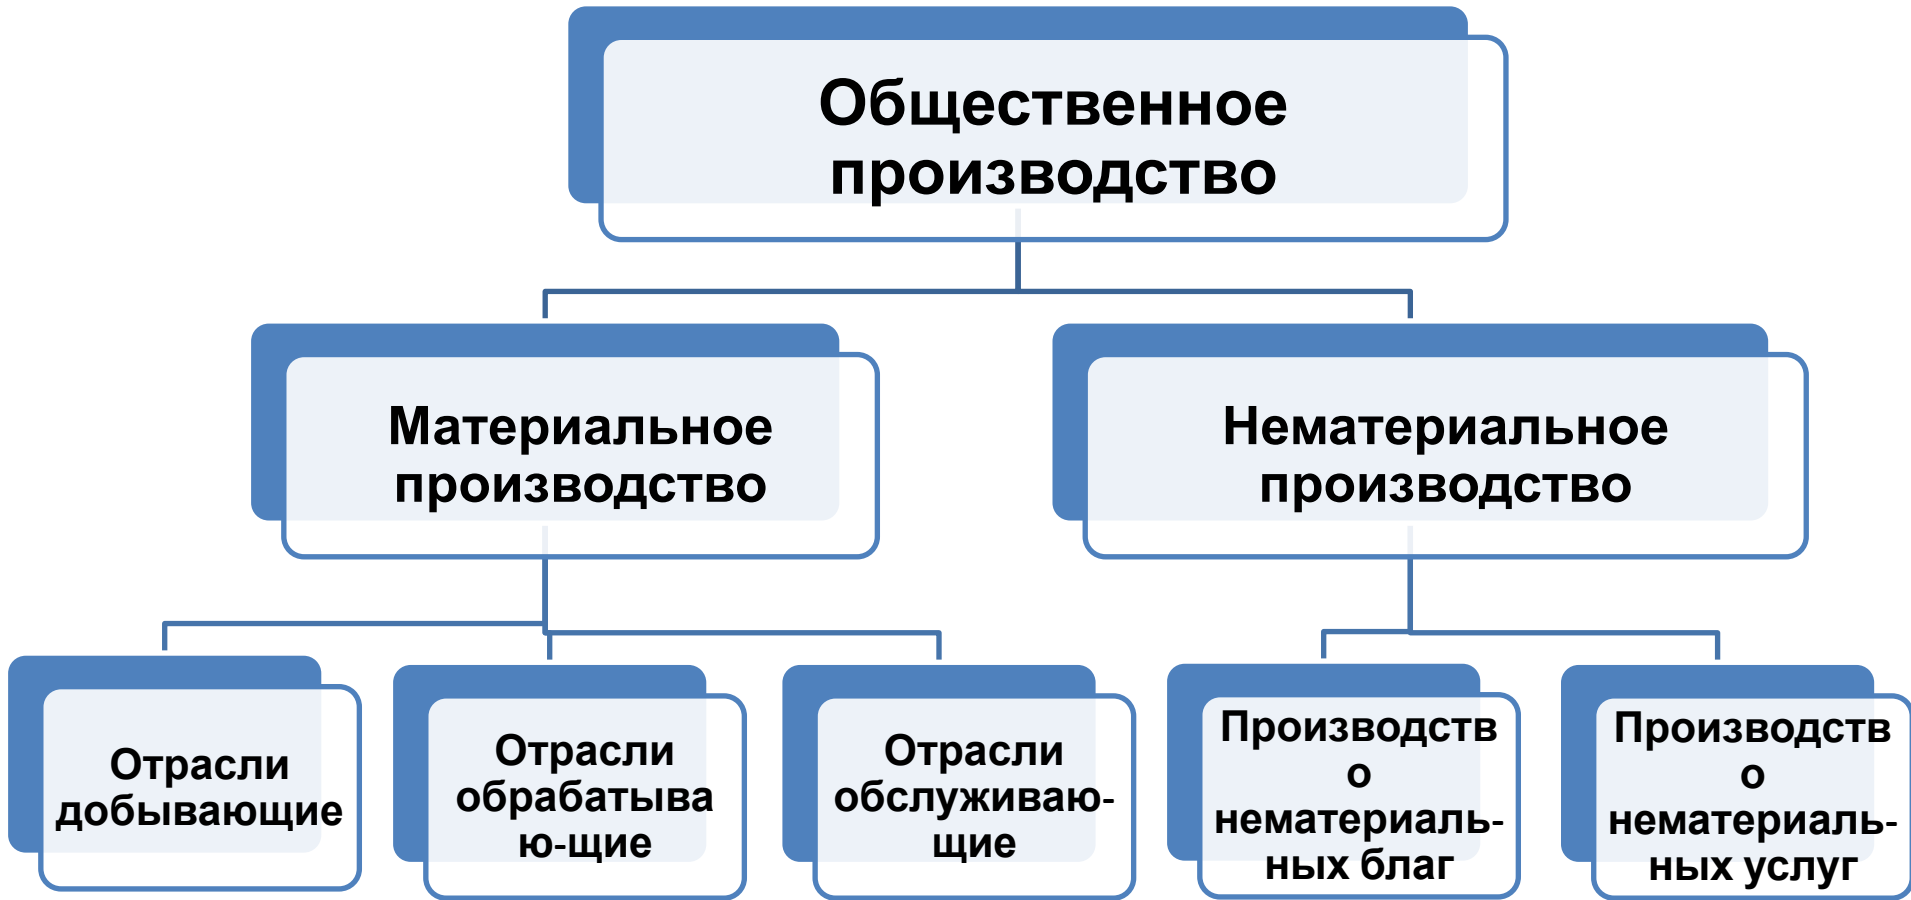 Общественное
производство
Материальное
производство
Нематериальное
производство
Отрасли
добывающие
Отрасли
обрабатыва
ю-щие
Отрасли
обслуживаю-
щие
Производств
о
нематериаль-
ных благ
Производств
о
нематериаль-
ных услуг